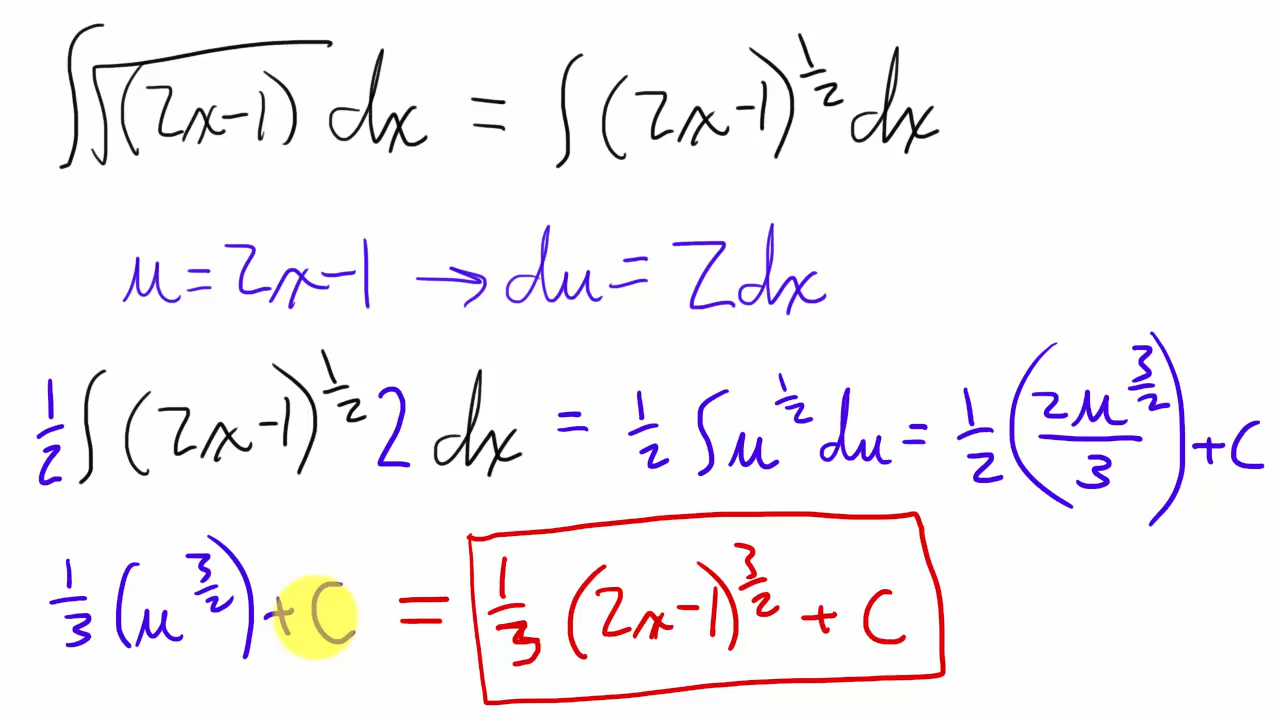 ∫√(2x-1) dx = ∫(2x-1)^½ dx
u=2x-1 → du=2dx
½∫(2x-1)^½ 2 dx = ½∫u^½ du = ½(2u^(3/2)/3)+C
⅓(u^(3/2))+C = ⅓(2x-1)^(3/2)+C